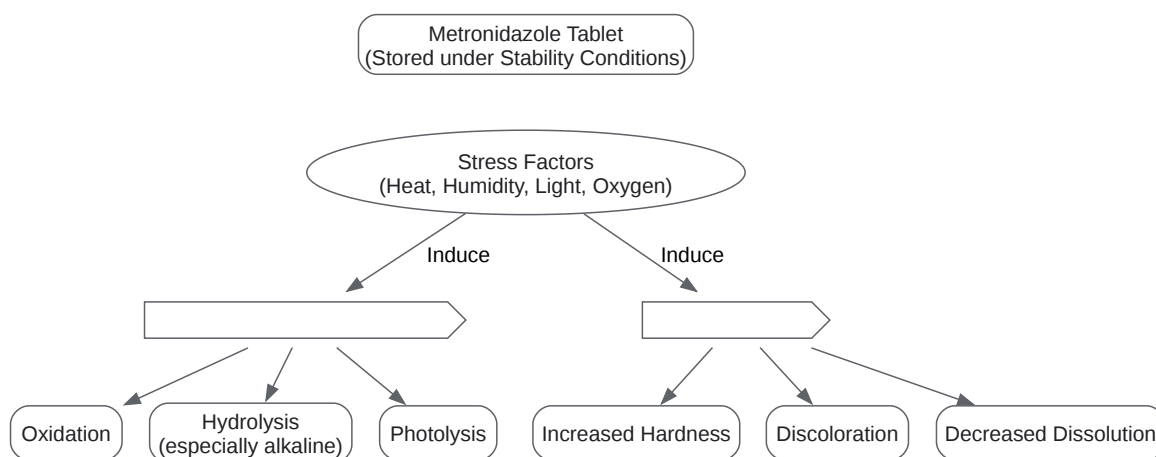 Metronidazole Tablet
(Stored under Stability Conditions)
Stress Factors
(Heat, Humidity, Light, Oxygen)
Induce
Induce
Oxidation
Hydrolysis
(especially alkaline)
Photolysis
Increased Hardness
Discoloration
Decreased Dissolution